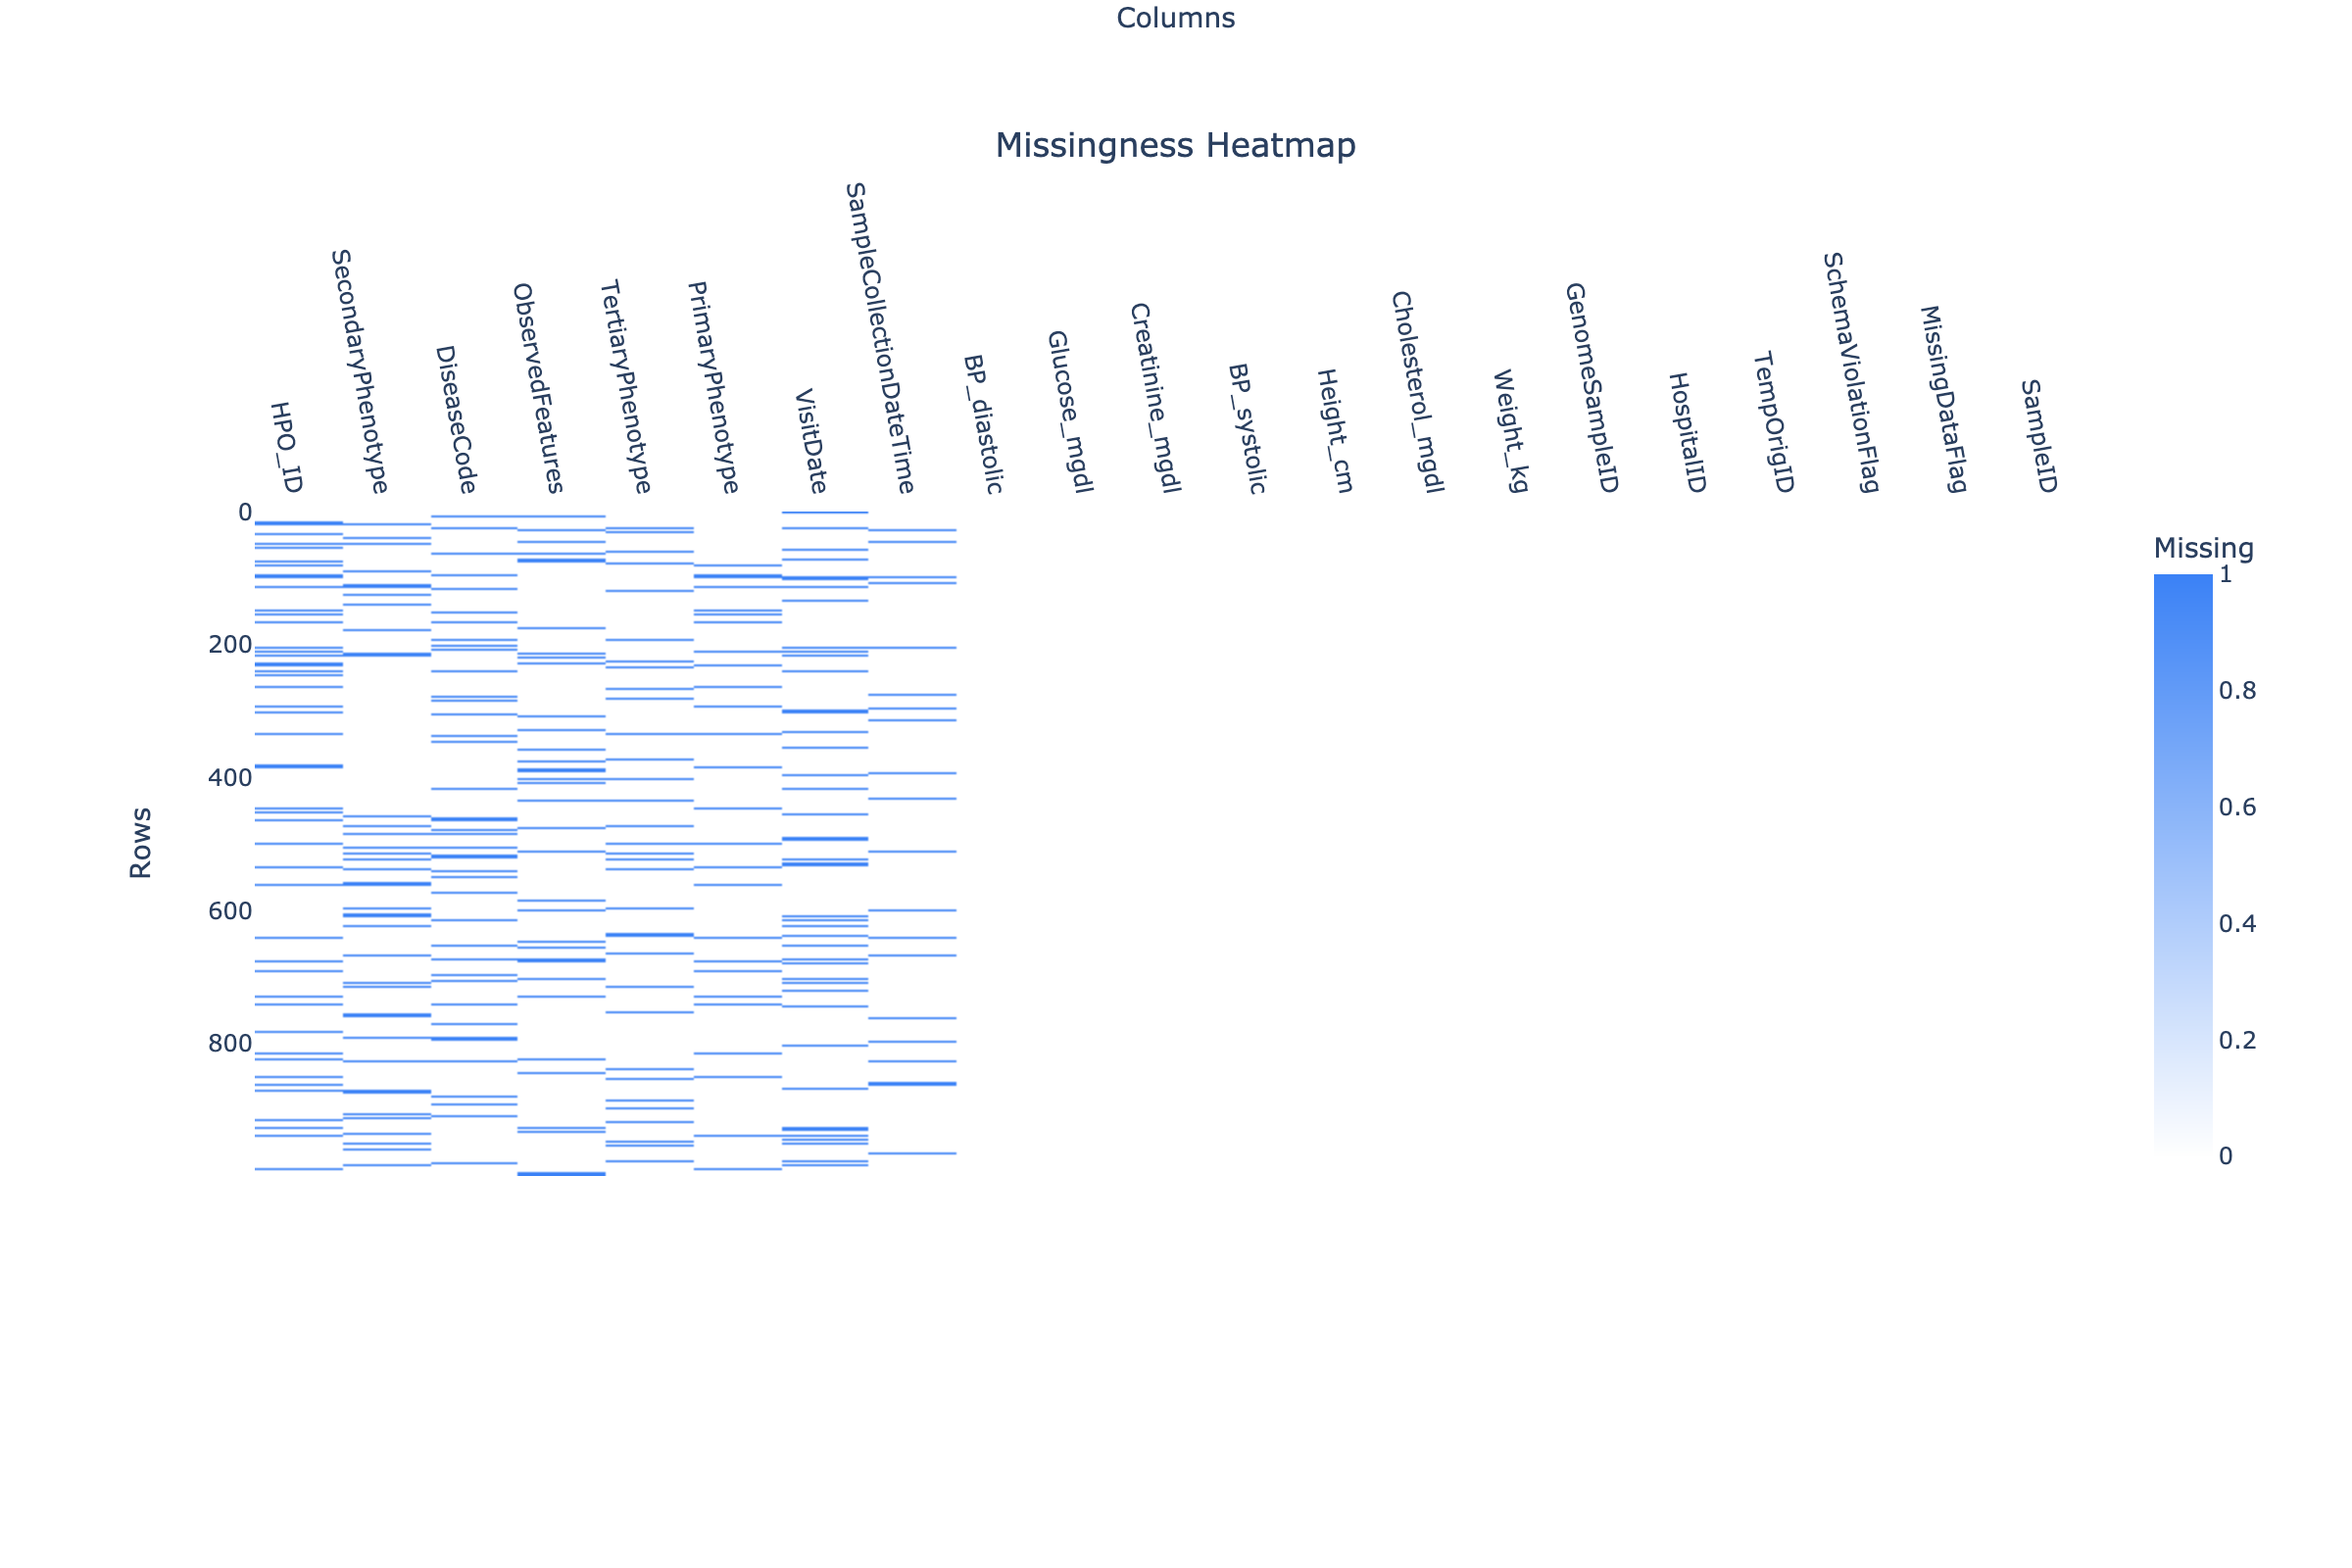 Columns
Missingness Heatmap
HPO_ID
SecondaryPhenotype
DiseaseCode
ObservedFeatures
TertiaryPhenotype
PrimaryPhenotype
VisitDate
SampleCollectionDateTime
BP_diastolic
Glucose_mgdl
Creatinine_mgdl
BP_systolic
Height_cm
Cholesterol_mgdl
Weight_kg
GenomeSampleID
HospitalID
TempOrigID
SchemaViolationFlag
MissingDataFlag
SampleID
0
200
400
600
800
Rows
Missing
1
0.8
0.6
0.4
0.2
0